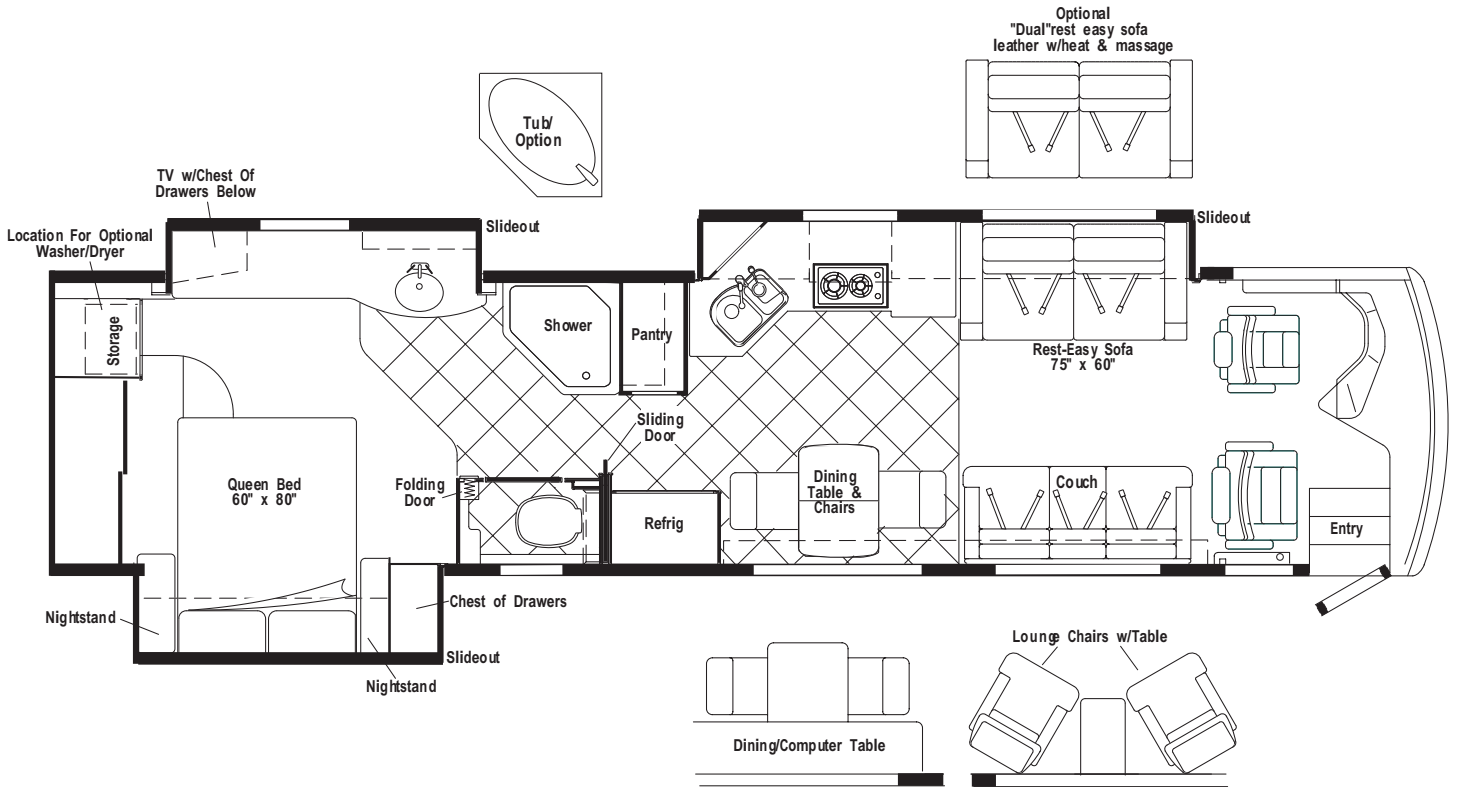 Optional
"Dual"rest easy sofa
leather w/heat & massage
Tub/
Option
TV w/Chest Of
Drawers Below
Slideout
Slideout
Location For Optional
Washer/Dryer
Storage
Shower
Pantry
Rest-Easy Sofa
75" x 60"
Sliding
Door
Queen Bed
60" x 80"
Folding
Door
Dining
Table &
Chairs
Couch
Refrig
Entry
Nightstand
Chest of Drawers
Slideout
Nightstand
Lounge Chairs w/Table
Dining/Computer Table